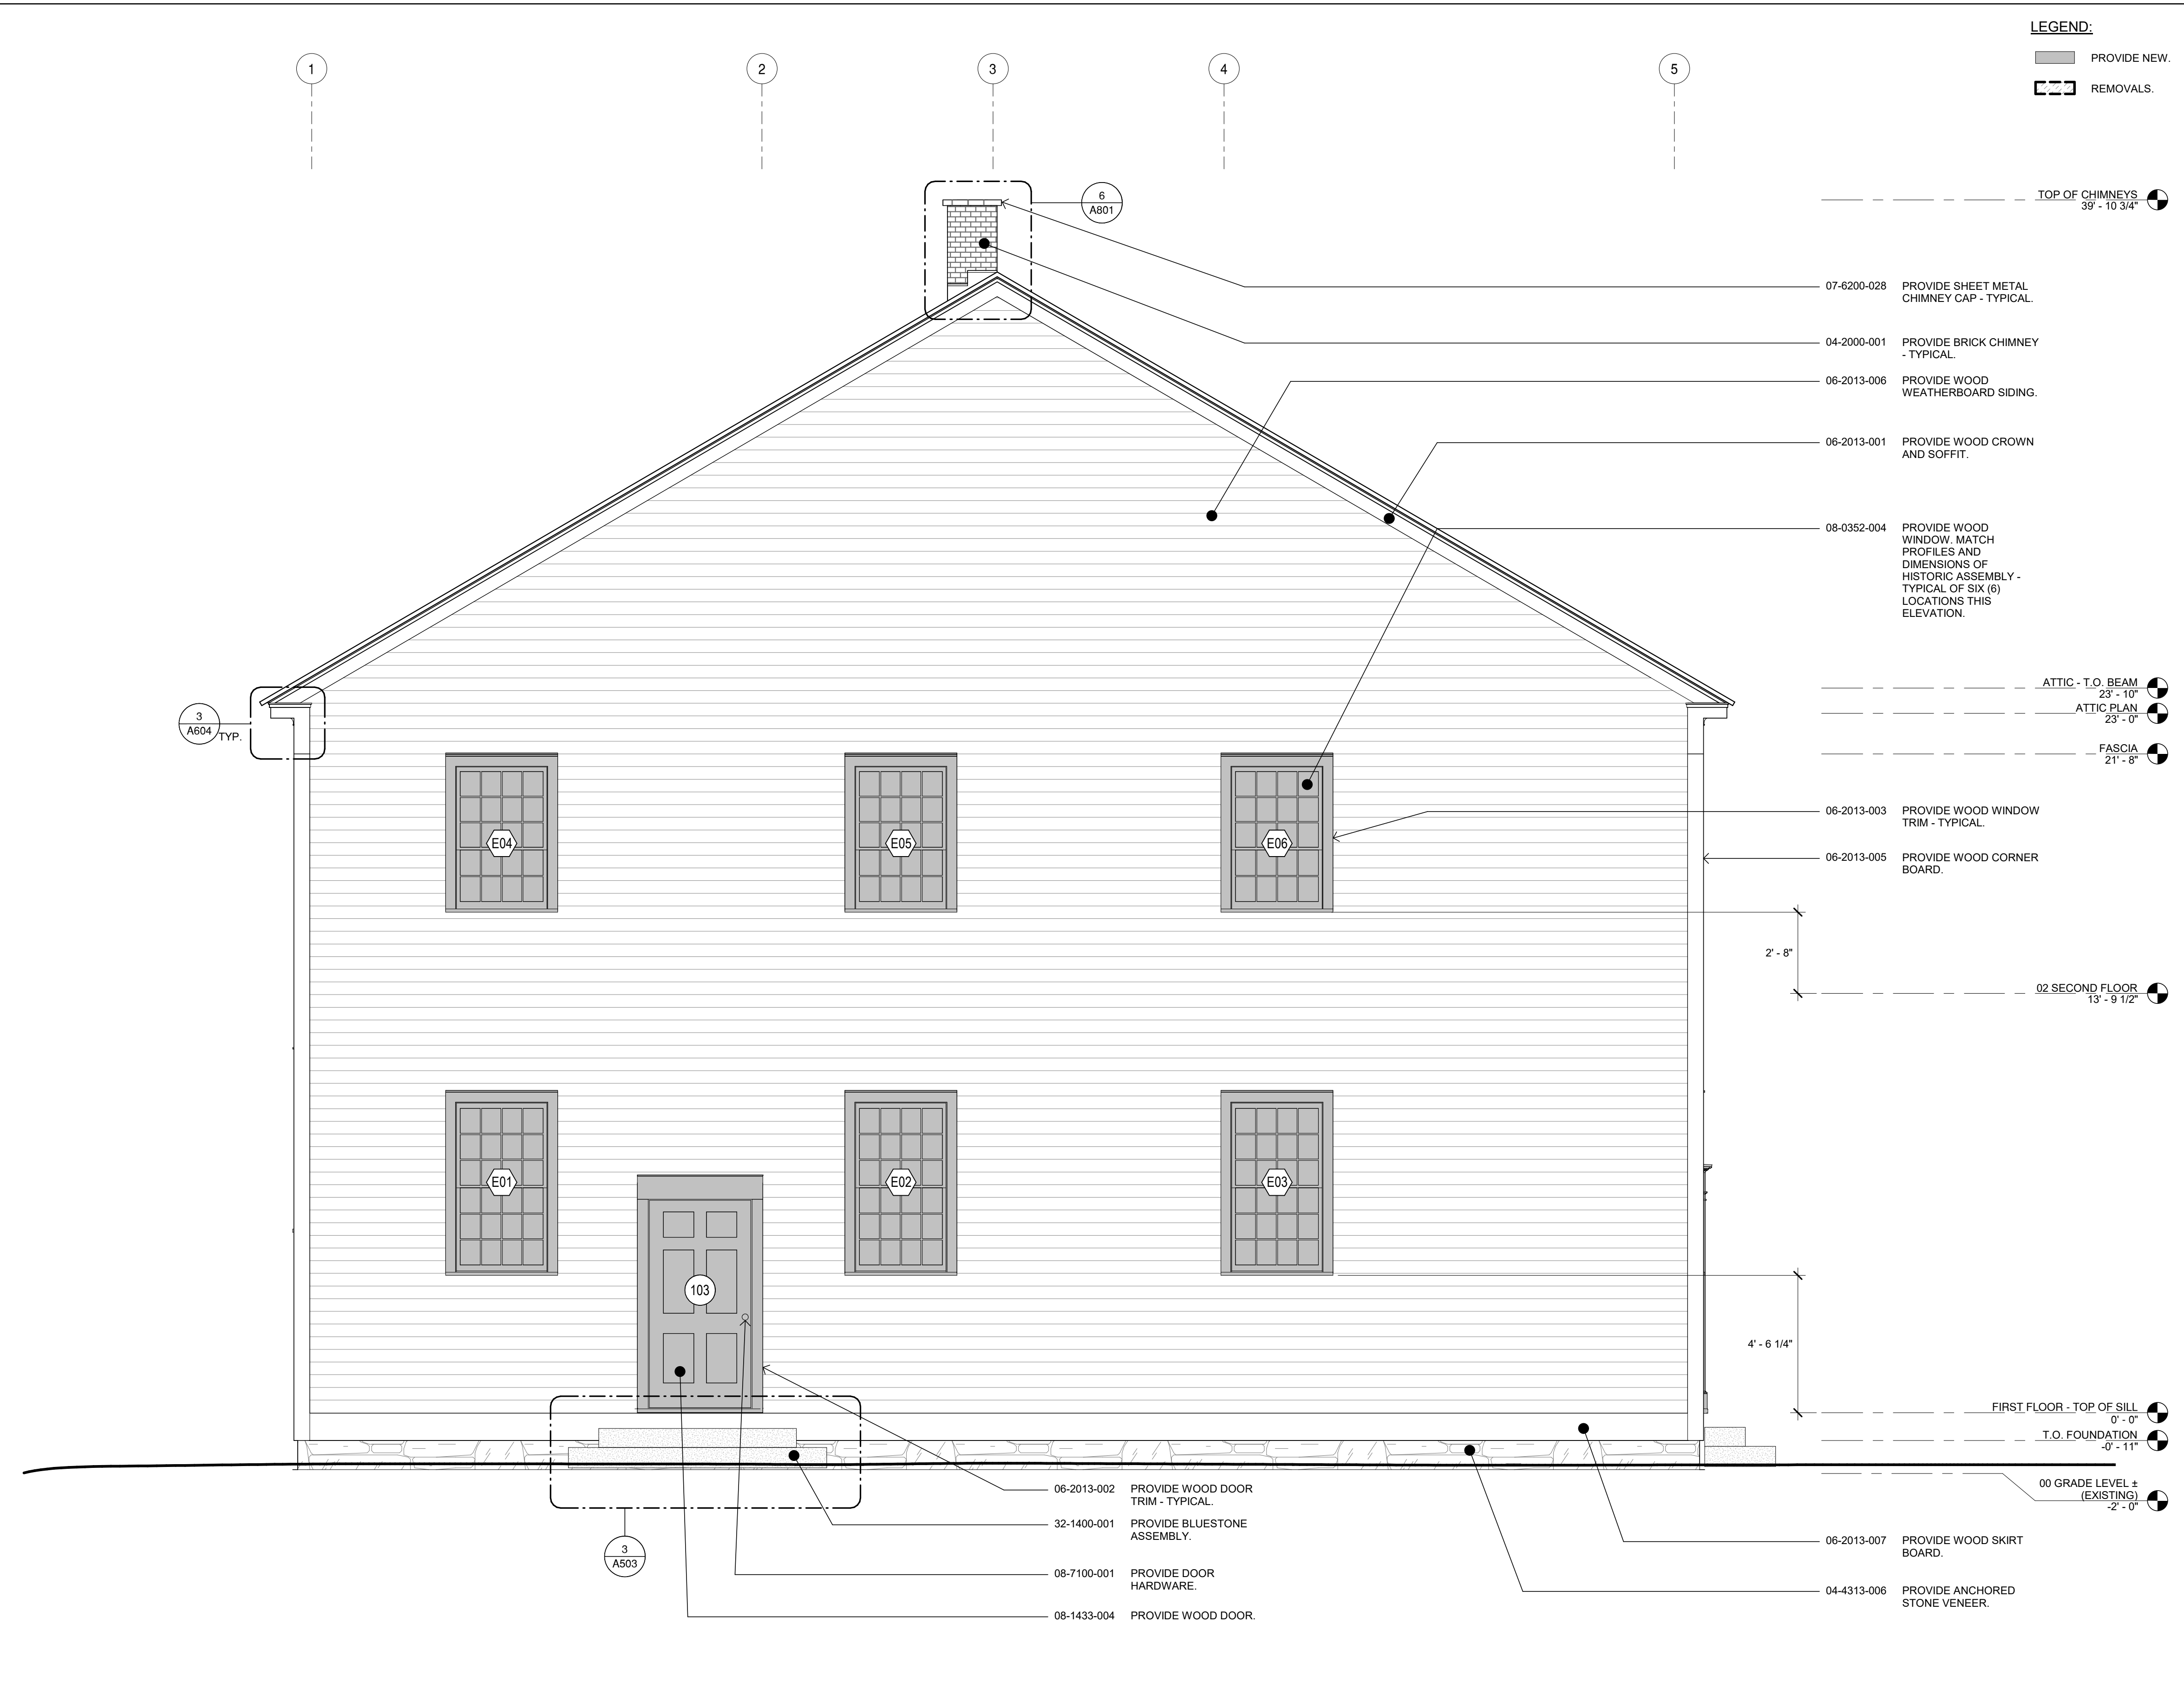 LEGEND:
PROVIDE NEW.
REMOVALS.
1
2
3
4
5
6
A801
TOP OF CHIMNEYS
39' - 10 3/4"
07-6200-028 PROVIDE SHEET METAL
CHIMNEY CAP - TYPICAL.
04-2000-001 PROVIDE BRICK CHIMNEY
- TYPICAL.
06-2013-006 PROVIDE WOOD
WEATHERBOARD SIDING.
06-2013-001 PROVIDE WOOD CROWN
AND SOFFIT.
08-0352-004 PROVIDE WOOD
WINDOW. MATCH
PROFILES AND
DIMENSIONS OF
HISTORIC ASSEMBLY -
TYPICAL OF SIX (6)
LOCATIONS THIS
ELEVATION.
ATTIC - T.O. BEAM
23' - 10"
ATTIC PLAN
23' - 0"
3
A604
TYP.
FASCIA
21' - 8"
06-2013-003 PROVIDE WOOD WINDOW
TRIM - TYPICAL.
E04
E05
E06
06-2013-005 PROVIDE WOOD CORNER
BOARD.
2' - 8"
02 SECOND FLOOR
13' - 9 1/2"
E01
E02
E03
103
4' - 6 1/4"
FIRST FLOOR - TOP OF SILL
0' - 0"
T.O. FOUNDATION
-0' - 11"
00 GRADE LEVEL ±
(EXISTING)
-2' - 0"
06-2013-002 PROVIDE WOOD DOOR
TRIM - TYPICAL.
32-1400-001 PROVIDE BLUESTONE
ASSEMBLY.
3
A503
08-7100-001 PROVIDE DOOR
HARDWARE.
08-1433-004 PROVIDE WOOD DOOR.
06-2013-007 PROVIDE WOOD SKIRT
BOARD.
04-4313-006 PROVIDE ANCHORED
STONE VENEER.